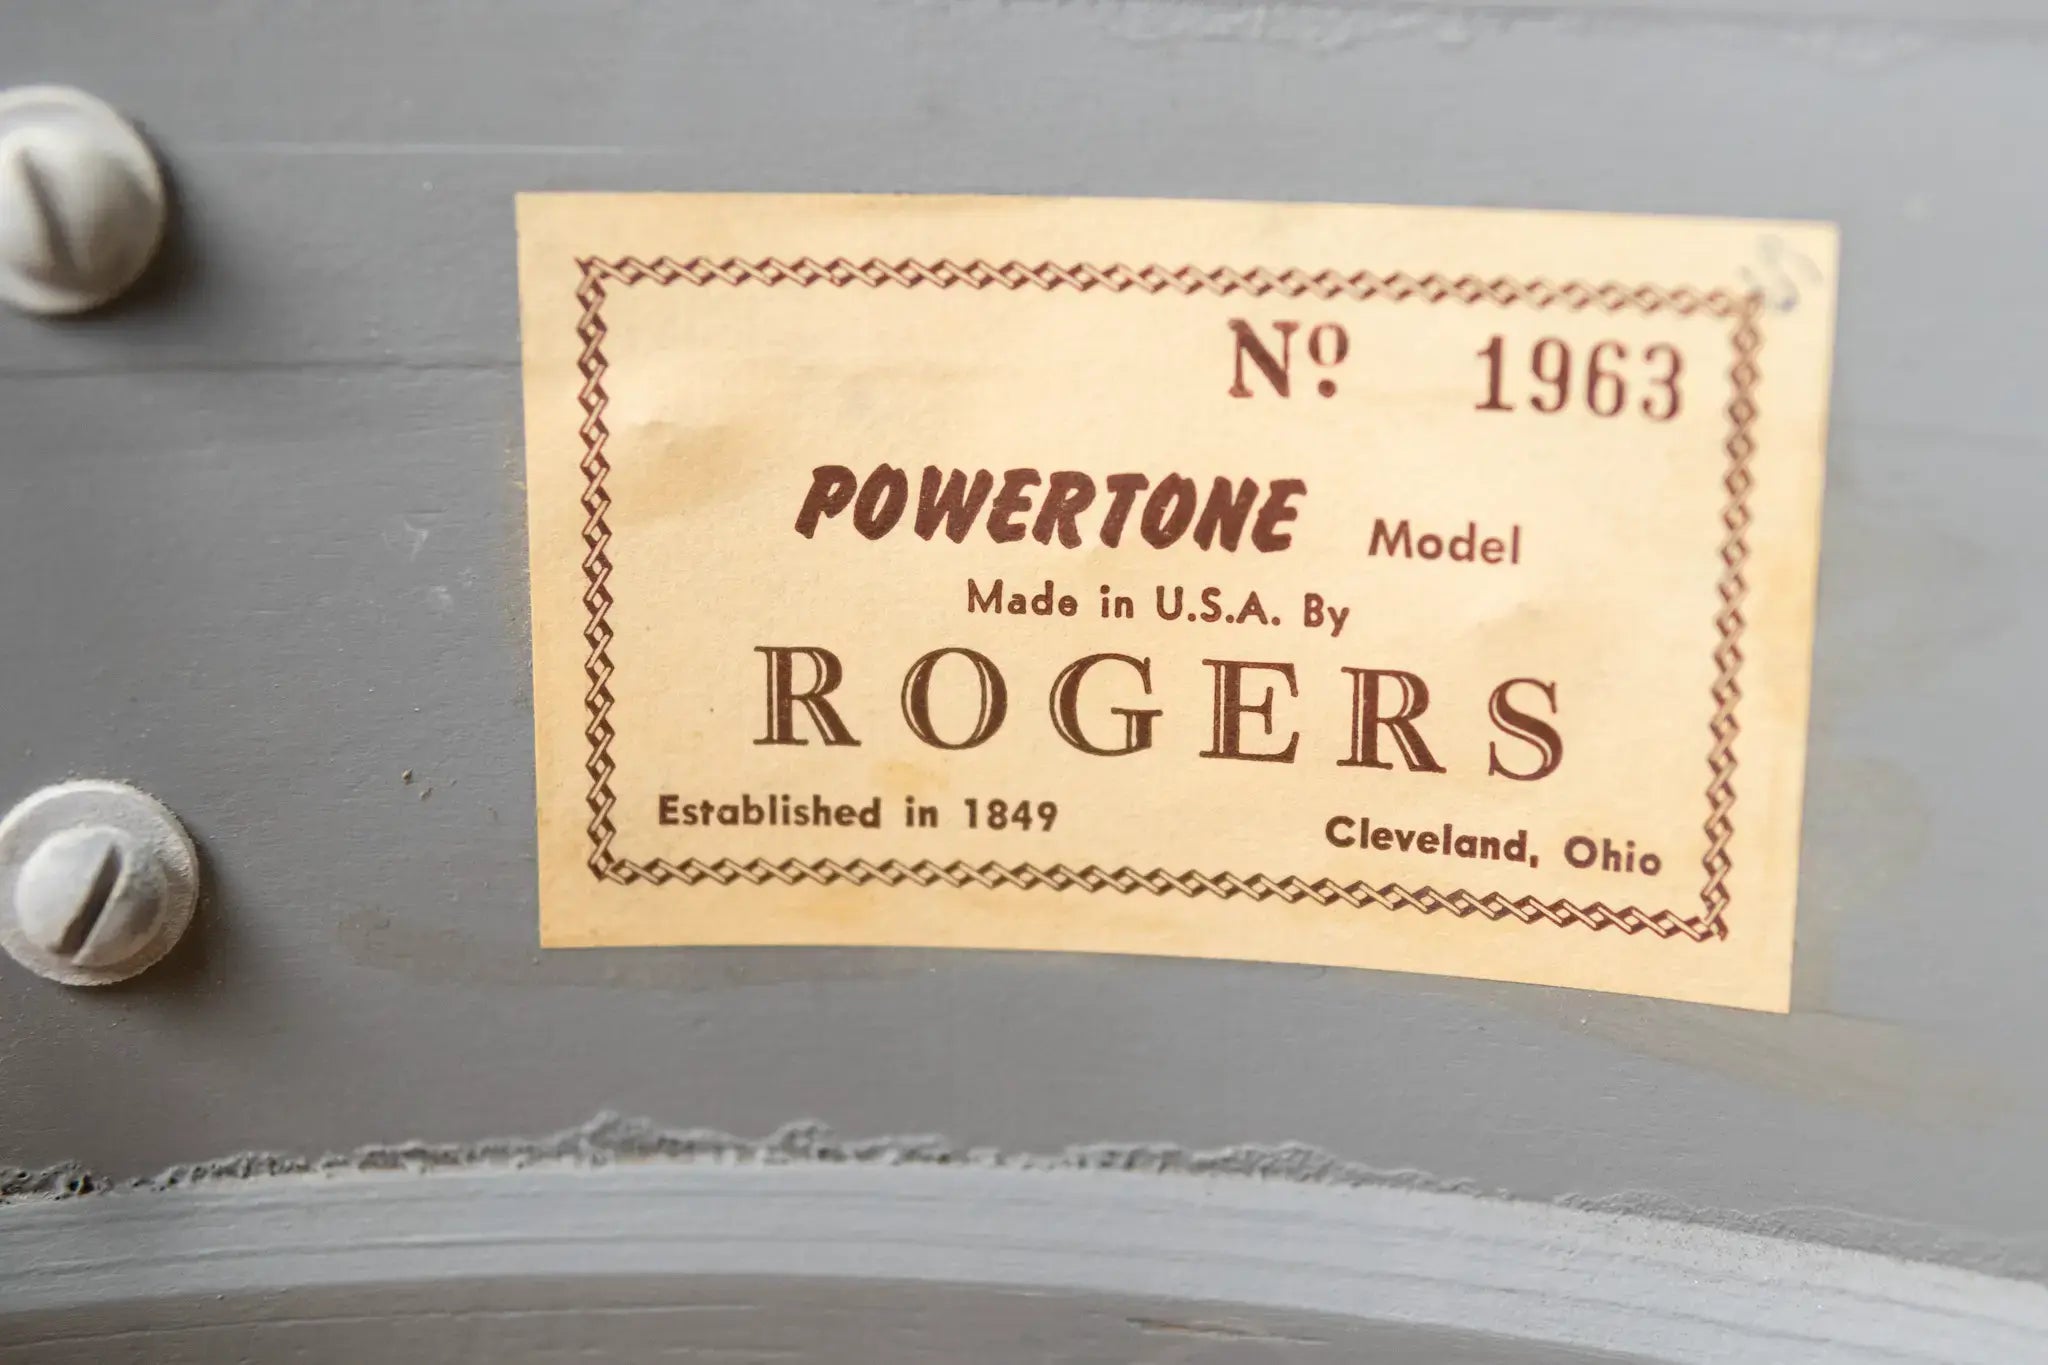 Nº 1963
POWERTONE Model
Made in U.S.A. By
ROGERS
Established in 1849 Cleveland, Ohio